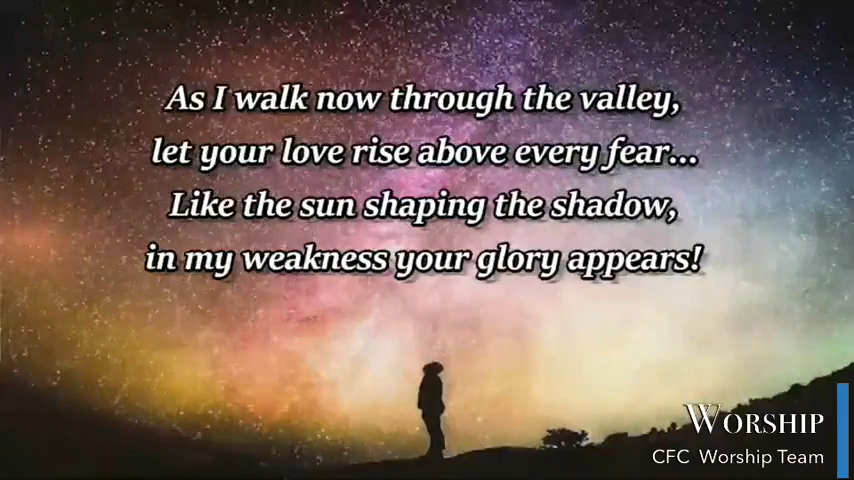 As I walk now through the valley,
let your love rise above every fear...
Like the sun shaping the shadow,
in my weakness your glory appears!
WORSHIP
CFC Worship Team